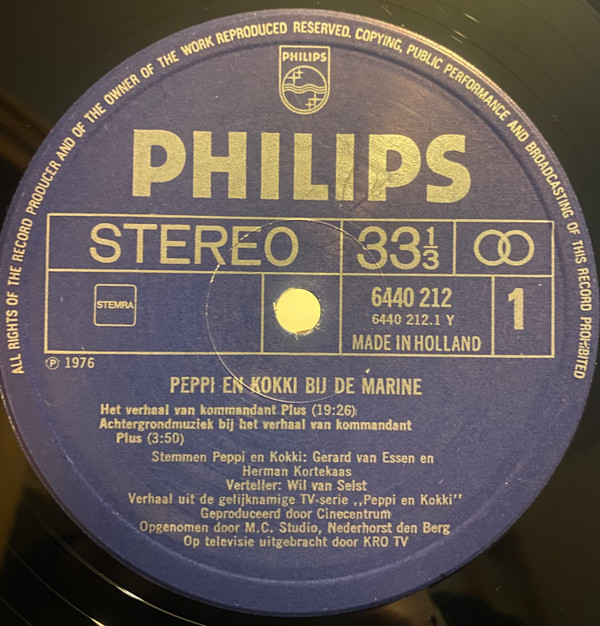 ALL RIGHTS OF THE RECORD PRODUCER AND OF THE OWNER OF THE WORK REPRODUCED RESERVED. COPYING, PUBLIC PERFORMANCE AND BROADCASTING OF THIS RECORD PROHIBITED
PHILIPS
PHILIPS
STEREO 33 1/3
STEMRA 6440 212 1
6440 212.1 Y
MADE IN HOLLAND
℗ 1976
PEPPI EN KOKKI BIJ DE MARINE
Het verhaal van kommandant Plus (19:26)
Achtergrondmuziek bij het verhaal van kommandant
Plus (3:50)
Stemmen Peppi en Kokki: Gerard van Essen en
Herman Kortekaas
Verteller: Wil van Selst
Verhaal uit de gelijknamige TV-serie ,,Peppi en Kokki''
Geproduceerd door Cinecentrum
Opgenomen door M.C. Studio, Nederhorst den Berg
Op televisie uitgebracht door KRO TV